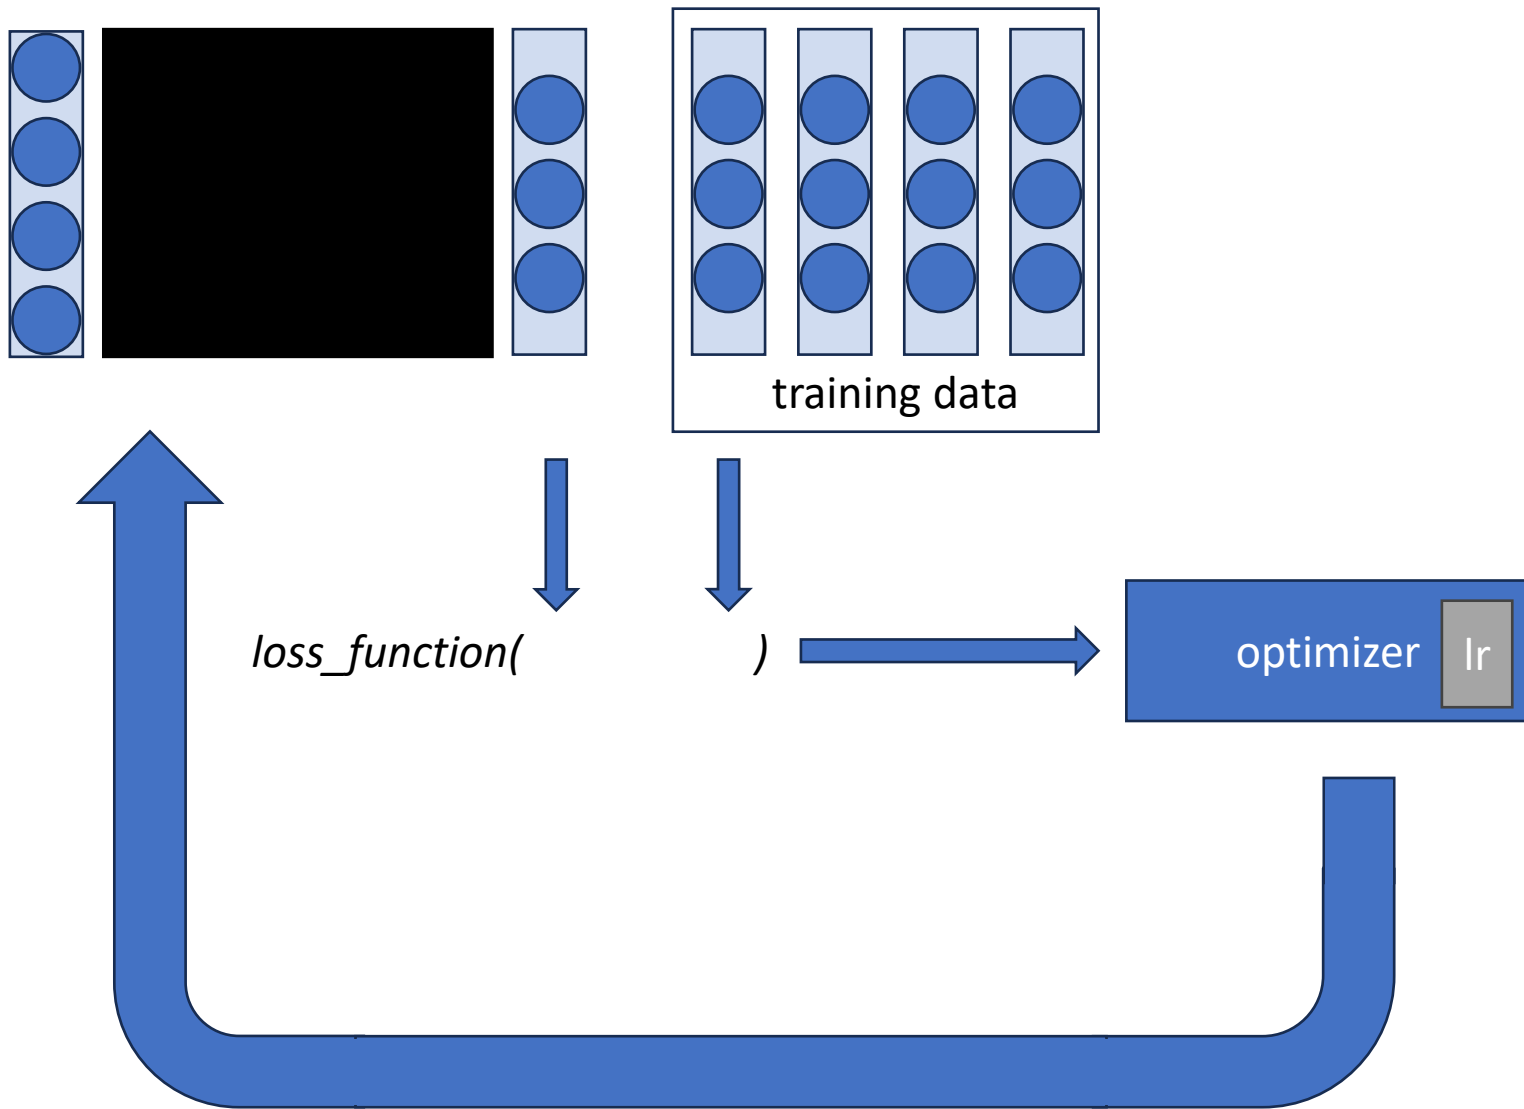 training data
loss_function( )
optimizer
lr